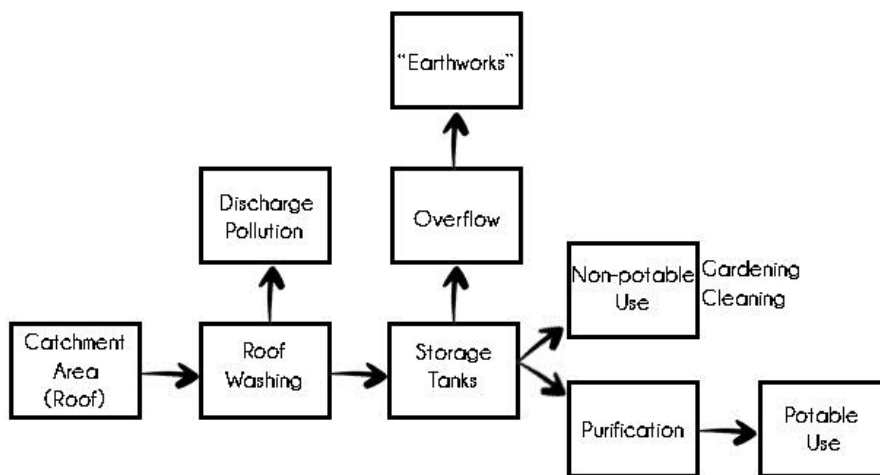 “Earthworks”
Discharge
Pollution
Overflow
Non-potable
Use
Gardening
Cleaning
Catchment
Area
(Roof)
Roof
Washing
Storage
Tanks
Purification
Potable
Use